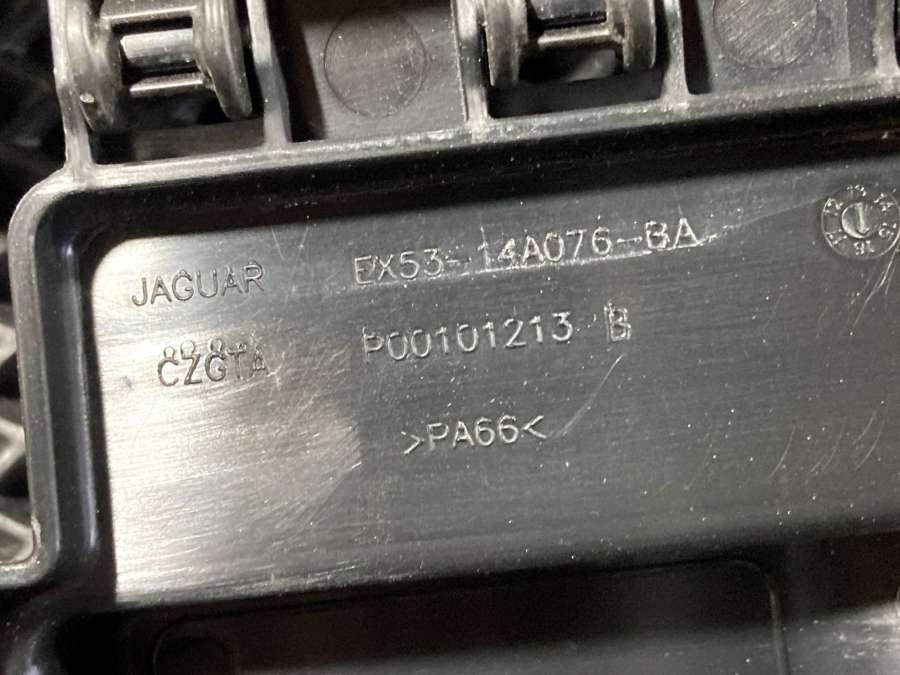 JAGUAR EX53-14A076-BA
CZGTA P00101213 B
>PA66<